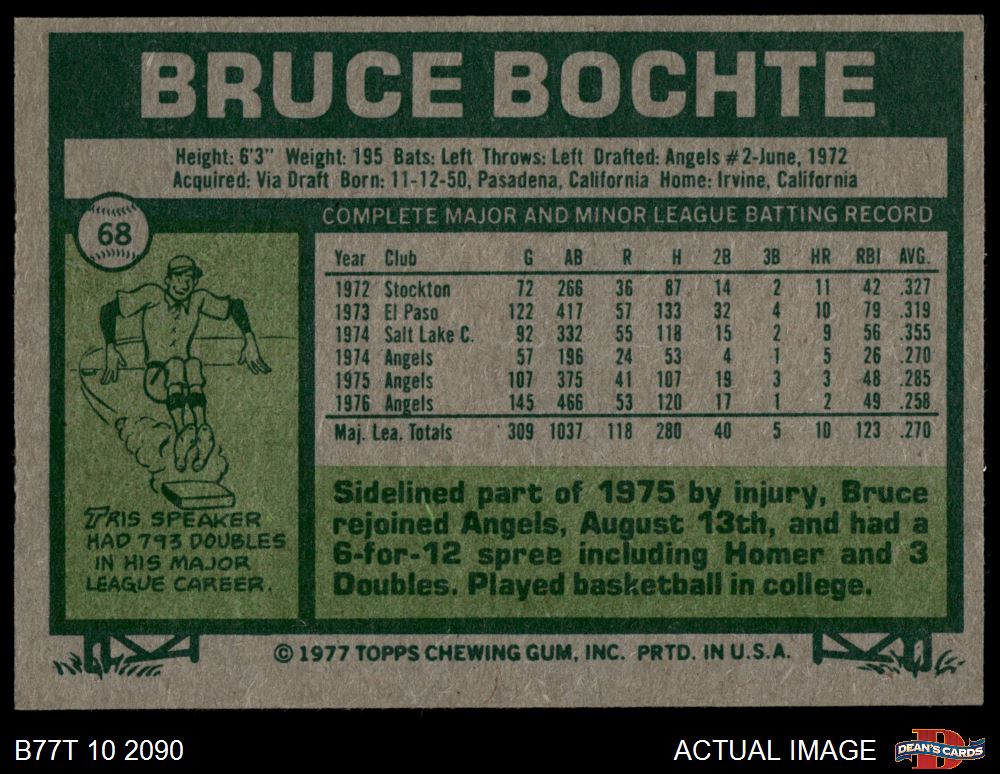 BRUCE BOCHTE
Height: 6'3" Weight: 195 Bats: Left Throws: Left Drafted: Angels #2-June, 1972
Acquired: Via Draft Born: 11-12-50, Pasadena, California Home: Irvine, California
68
COMPLETE MAJOR AND MINOR LEAGUE BATTING RECORD
Year Club G AB R H 2B 3B HR RBI AVG.
1972 Stockton 72 266 36 87 14 2 11 42 .327
1973 El Paso 122 417 57 133 32 4 10 79 .319
1974 Salt Lake C. 92 332 55 118 15 2 9 56 .355
1974 Angels 57 196 24 53 4 1 5 26 .270
1975 Angels 107 375 41 107 19 3 3 48 .285
1976 Angels 145 466 53 120 17 1 2 49 .258
Maj. Lea. Totals 309 1037 118 280 40 5 10 123 .270
TRIS SPEAKER
HAD 793 DOUBLES
IN HIS MAJOR
LEAGUE CAREER.
Sidelined part of 1975 by injury, Bruce
rejoined Angels, August 13th, and had a
6-for-12 spree including Homer and 3
Doubles. Played basketball in college.
© 1977 TOPPS CHEWING GUM, INC. PRTD. IN U.S.A.
B77T 10 2090
ACTUAL IMAGE
DEAN'S CARDS